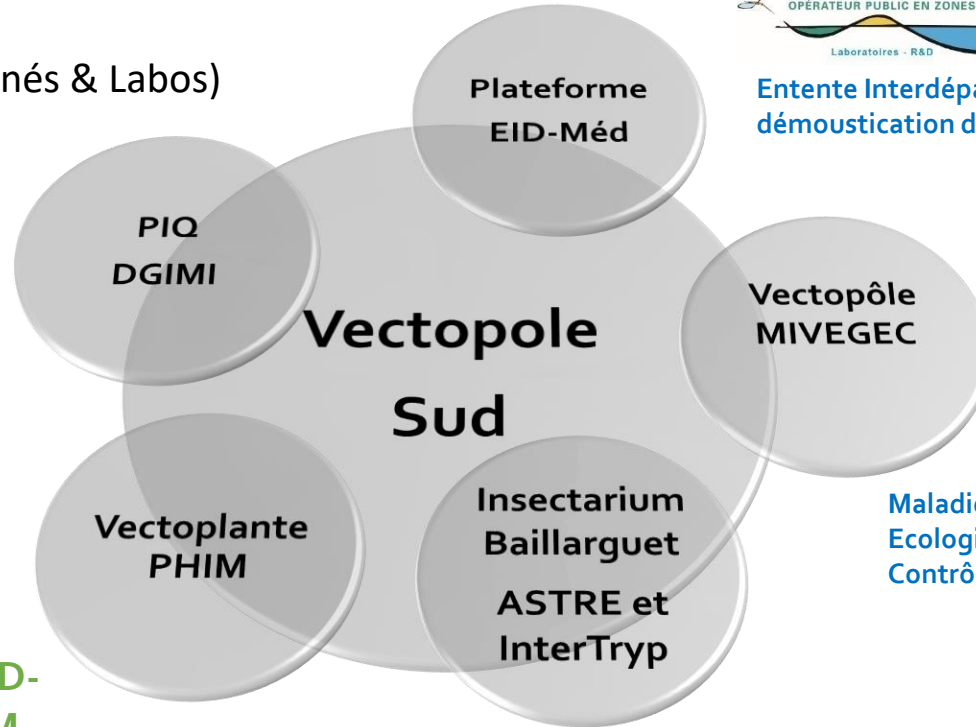 OPÉRATEUR PUBLIC EN ZONES
Laboratoires - R&D
nés & Labos)
Plateforme
EID-Méd
Entente Interdépa
démoustication d
PIQ
DGIMI
Vectopôle
MIVEGEC
Vectopole
Sud
Insectarium
Baillarguet
ASTRE et
InterTryp
Vectoplante
PHIM
Maladie
Ecologi
Contrô
D-